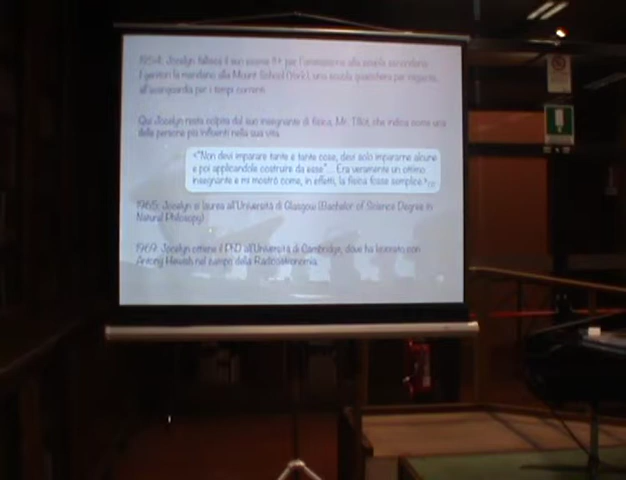 1954: Jocelyn fallisce il suo esame 11+ per l'ammissione alla scuola secondaria.
I genitori la mandano alla Mount School (York), una scuola quacchera per ragazze,
all'avanguardia per i tempi correnti.
Qui Jocelyn resta colpita dal suo insegnante di fisica, Mr. Tillot, che indica come una
delle persone più influenti nella sua vita.
<"Non devi imparare tante e tante cose, devi solo impararne alcune
e poi applicandole costruire da esse"... Era veramente un ottimo
insegnante e mi mostrò come, in effetti, la fisica fosse semplice.>
1965: Jocelyn si laurea all'Università di Glasgow (Bachelor of Science Degree in
Natural Philosophy)
1969: Jocelyn ottiene il PhD all'Università di Cambridge, dove ha lavorato con
Antony Hewish nel campo della Radioastronomia.